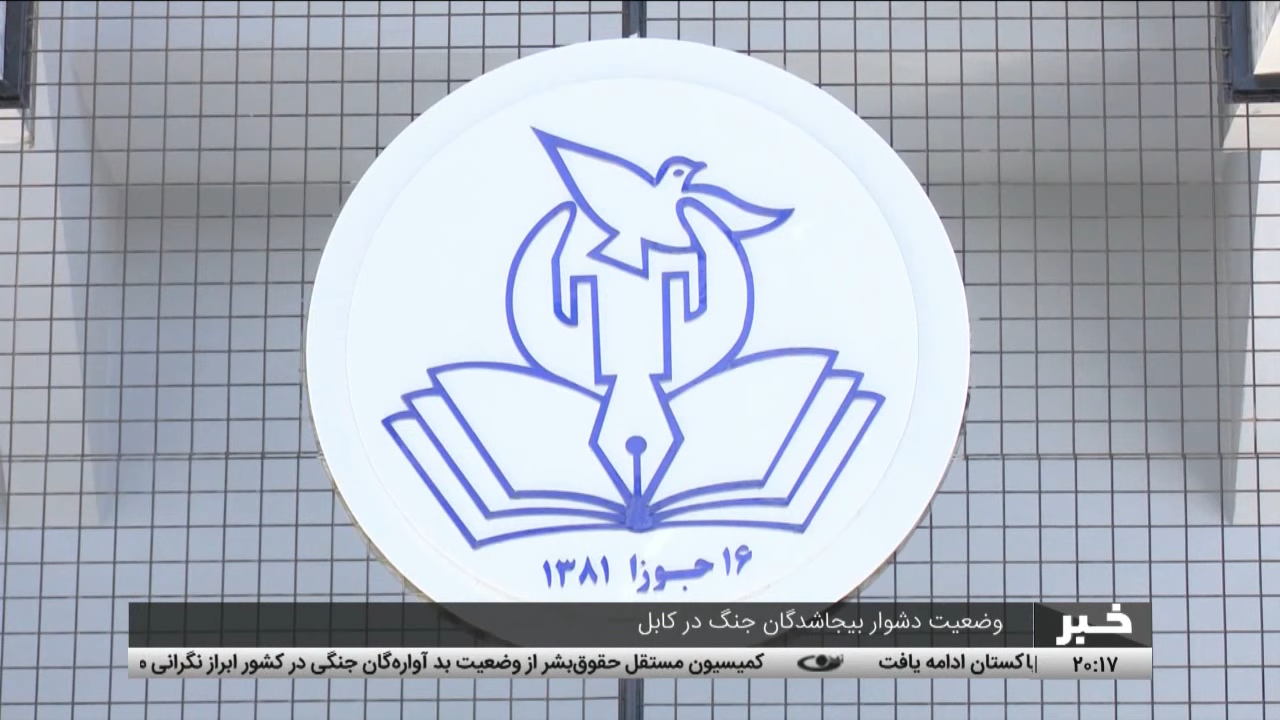 ۱۶ جوزا ۱۳۸۱
خبر
وضعیت دشوار بیجاشدگان جنگ در کابل
۲۰:۱۷
پاکستان ادامه یافت
کمیسیون مستقل حقوق‌بشر از وضعیت بد آواره‌گان جنگی در کشور ابراز نگرانی